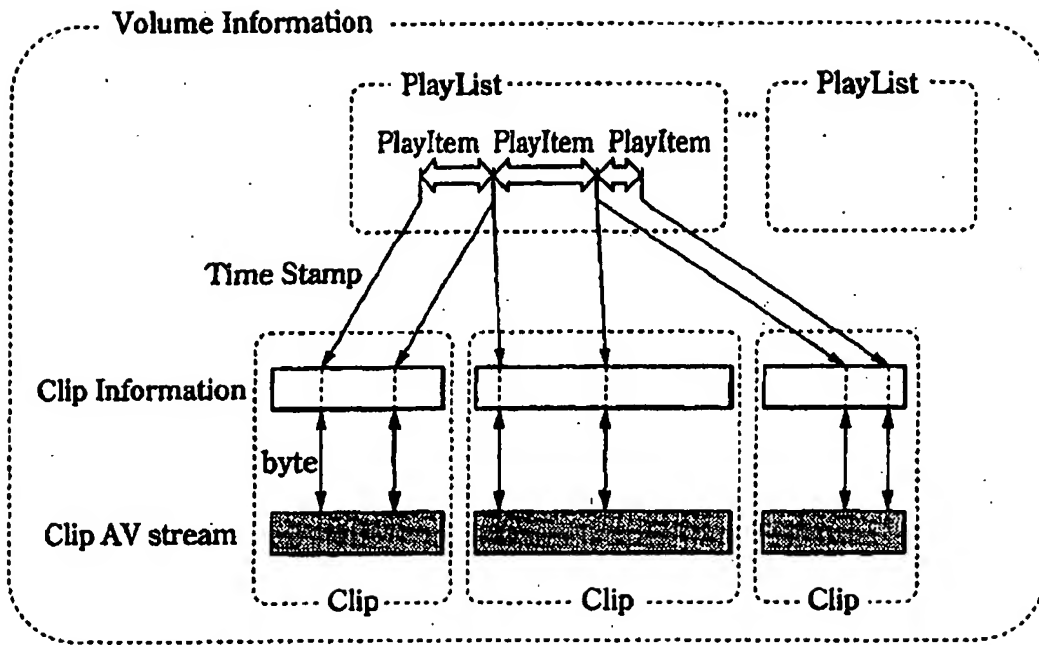 Volume Information
PlayList
PlayList
...
PlayItem PlayItem PlayItem
Time Stamp
Clip Information
byte
Clip AV stream
Clip
Clip
Clip